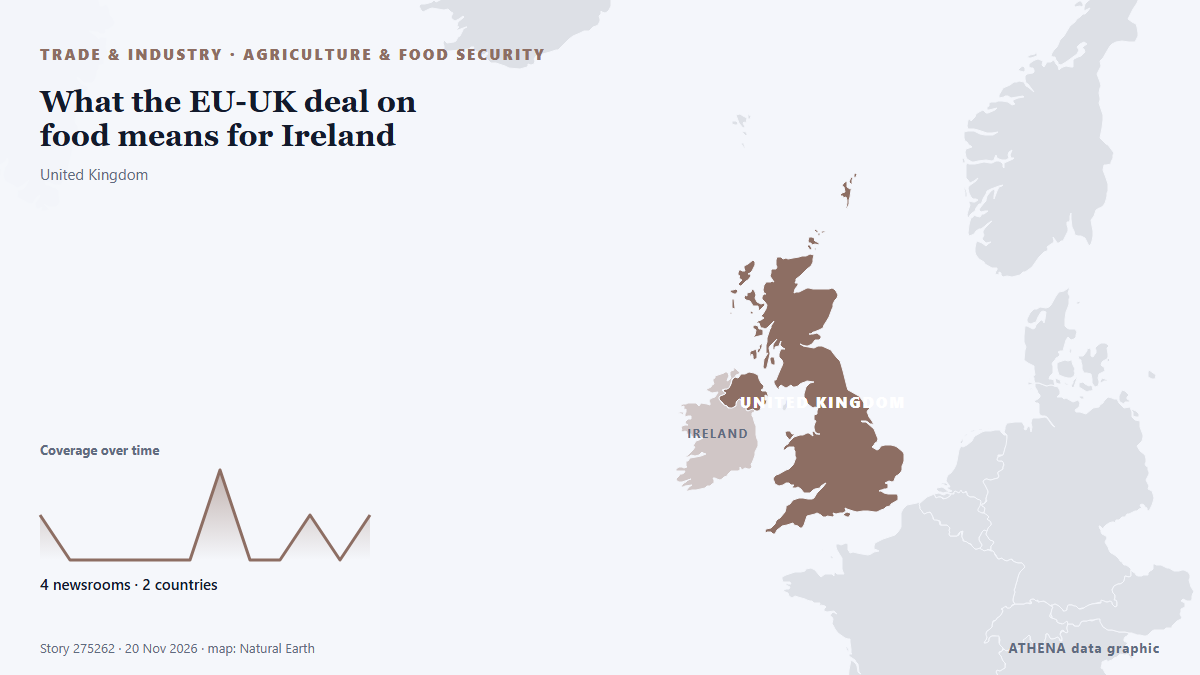 TRADE & INDUSTRY · AGRICULTURE & FOOD SECURITY
What the EU-UK deal on
food means for Ireland
United Kingdom
UNITED KINGDOM
IRELAND
Coverage over time
4 newsrooms · 2 countries
Story 275262 · 20 Nov 2026 · map: Natural Earth
ATHENA data graphic